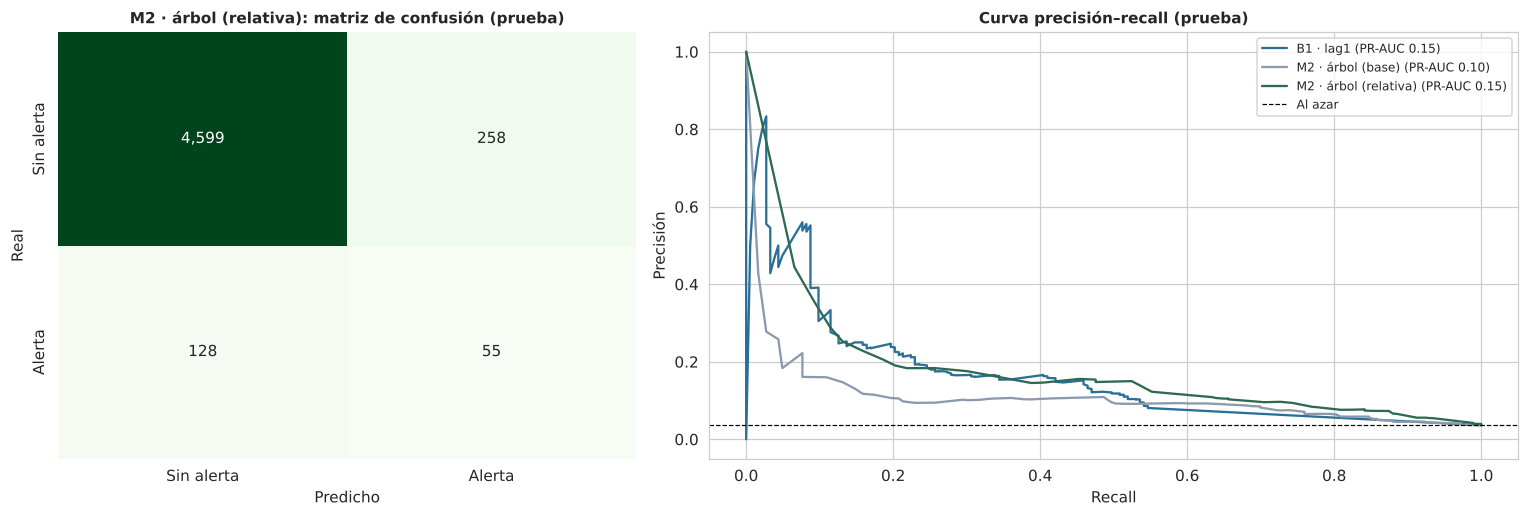 M2 · árbol (relativa): matriz de confusión (prueba)
Real
Sin alerta
Alerta
4,599
258
128
55
Sin alerta
Alerta
Predicho
Curva precisión–recall (prueba)
Precisión
1.0
0.8
0.6
0.4
0.2
0.0
B1 · lag1 (PR-AUC 0.15)
M2 · árbol (base) (PR-AUC 0.10)
M2 · árbol (relativa) (PR-AUC 0.15)
Al azar
0.0
0.2
0.4
0.6
0.8
1.0
Recall